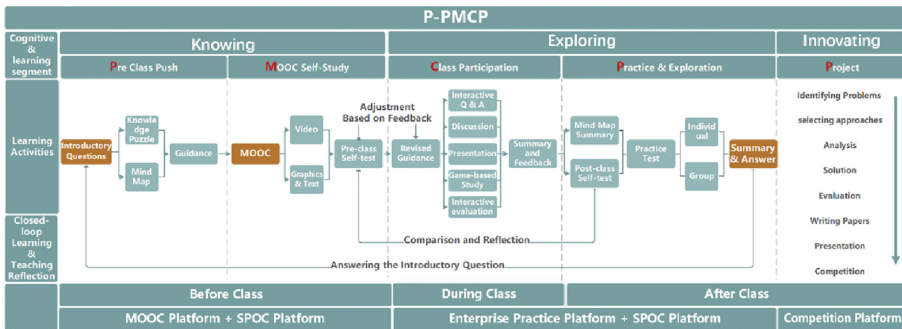 P-PMCP
Cognitive &
learning
segment
Knowing
Exploring
Innovating
Pre Class Push
MOOC Self-Study
Class Participation
Practice & Exploration
Project
Learning
Activities
Introductory
Questions
Knowle
dge
Puzzle
Mind
Map
Guidance
MOOC
Video
Graphics
& Text
Adjustment
Based on Feedback
Pre-class
Self-test
Revised
Guidance
Interactive
Q & A
Discussion
Presentation
Game-based
Study
Interactive
evaluation
Summary
and
Feedback
Mind Map
Summary
Post-class
Self-test
Practice
Test
Individ
ual
Group
Summary
& Answer
Identifying Problems
selecting approaches
Analysis
Solution
Evaluation
Writing Papers
Presentation
Competition
Closed-
loop
Learning
&
Teaching
Reflection
Comparison and Reflection
Answering the Introductory Question
Before Class
During Class
After Class
MOOC Platform + SPOC Platform
Enterprise Practice Platform + SPOC Platform
Competition Platform